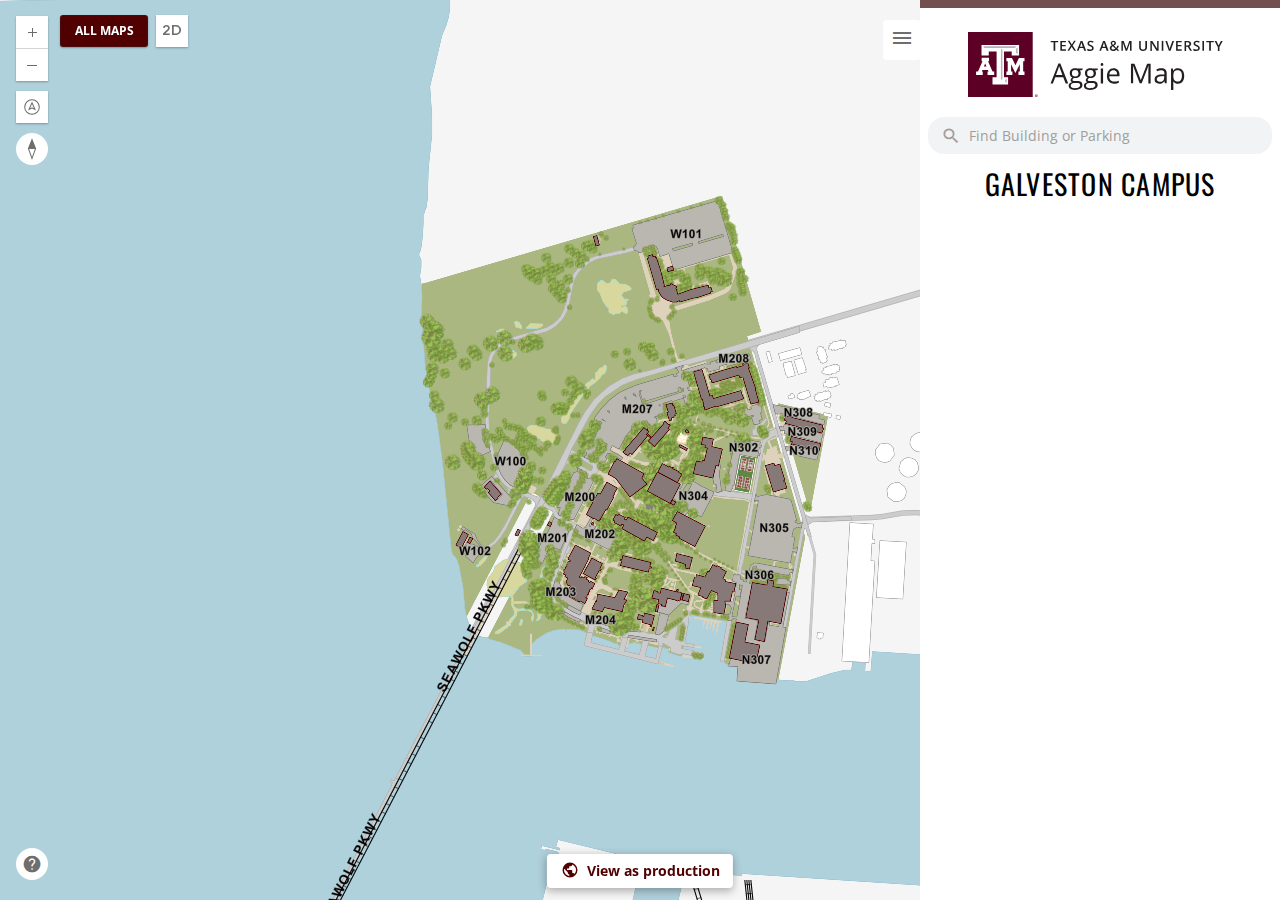 ALL MAPS
2D
TEXAS A&M UNIVERSITY
Aggie Map
Find Building or Parking
GALVESTON CAMPUS
W101
M208
M207
N308
N309
N310
N302
W100
M200
N304
N305
M201
M202
W102
N306
M203
M204
N307
SEAWOLF PKWY
AWOLF PKWY
View as production